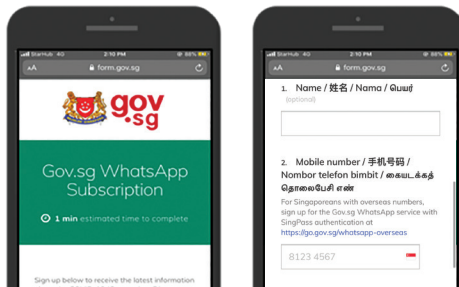 StarHub 4G 2:10 PM @ 88%
AA form.gov.sg
gov
.sg
Gov.sg WhatsApp
Subscription
1 min estimated time to complete
Sign up below to receive the latest information
StarHub 4G 2:10 PM @ 88%
AA form.gov.sg
1. Name / 姓名 / Nama / பெயர்
(optional)
2. Mobile number / 手机号码 /
Nombor telefon bimbit / கையடக்கத்
தொலைபேசி எண்
For Singaporeans with overseas numbers,
sign up for the Gov.sg WhatsApp service with
SingPass authentication at
https://go.gov.sg/whatsapp-overseas
8123 4567